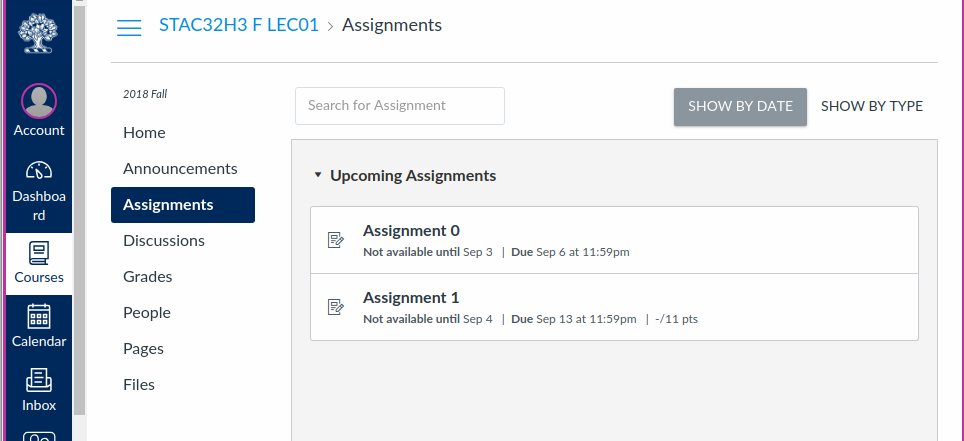 STAC32H3 F LEC01 › Assignments
Account
Dashboa
rd
Courses
Calendar
Inbox
2018 Fall
Home
Announcements
Assignments
Discussions
Grades
People
Pages
Files
Search for Assignment
SHOW BY DATE
SHOW BY TYPE
Upcoming Assignments
Assignment 0
Not available until Sep 3 | Due Sep 6 at 11:59pm
Assignment 1
Not available until Sep 4 | Due Sep 13 at 11:59pm | -/11 pts